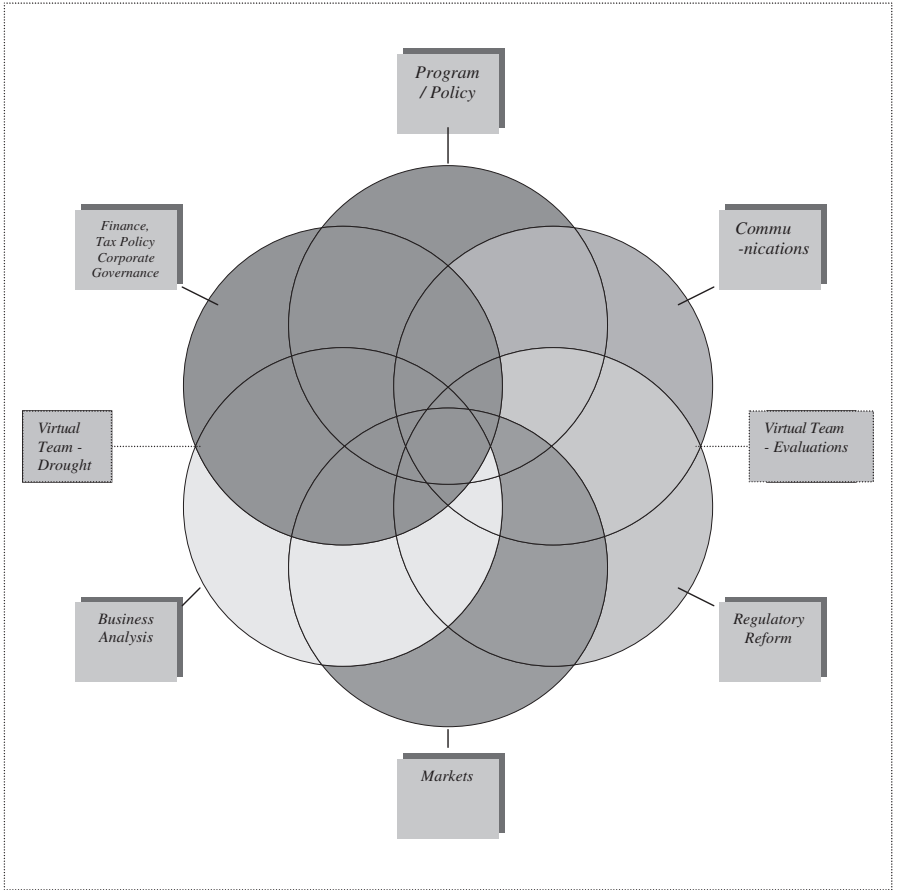 Program
/ Policy
Finance,
Tax Policy
Corporate
Governance
Commu
-nications
Virtual
Team -
Drought
Virtual Team
- Evaluations
Business
Analysis
Regulatory
Reform
Markets